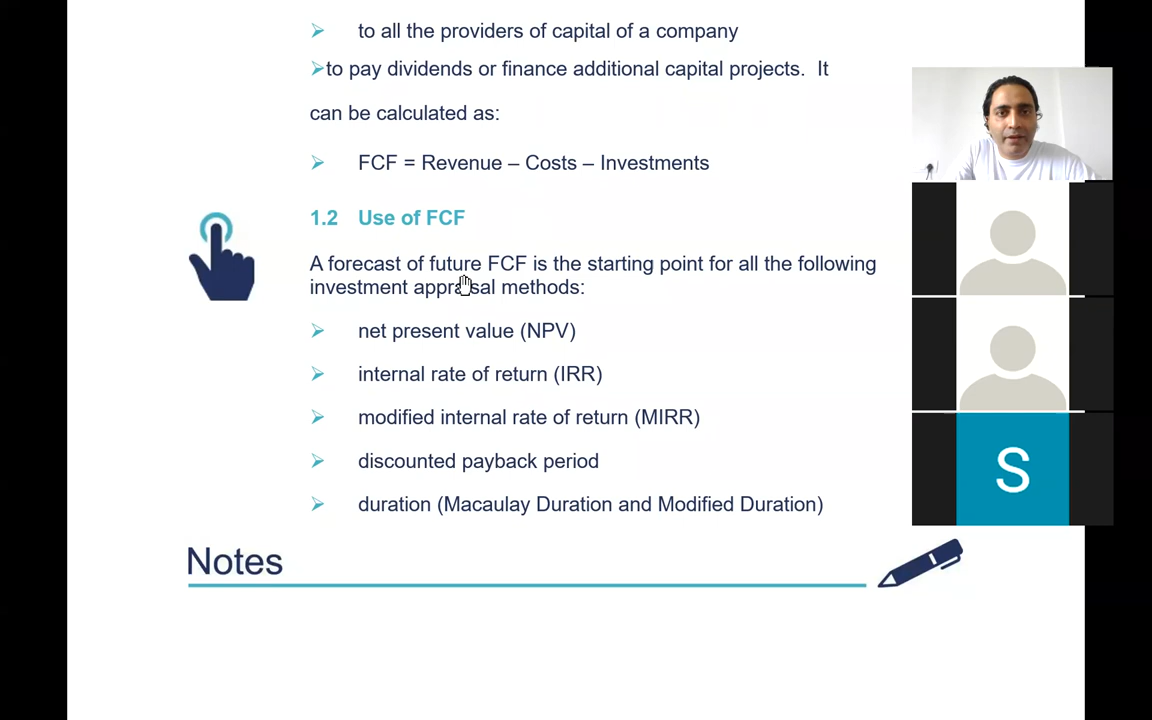 to all the providers of capital of a company
to pay dividends or finance additional capital projects. It
can be calculated as:
FCF = Revenue – Costs – Investments
1.2 Use of FCF
A forecast of future FCF is the starting point for all the following
investment appraisal methods:
net present value (NPV)
internal rate of return (IRR)
modified internal rate of return (MIRR)
discounted payback period
duration (Macaulay Duration and Modified Duration)
Notes
S